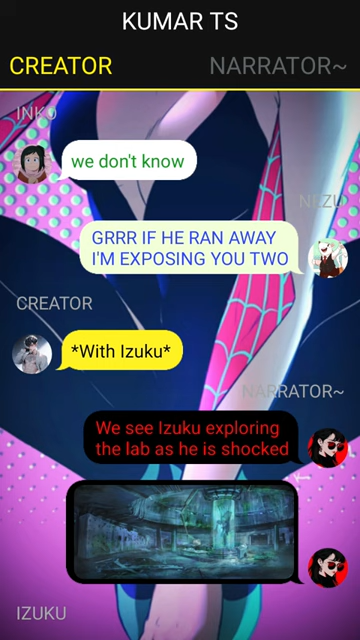 KUMAR TS
CREATOR
NARRATOR~
INKO
we don't know
NEZU
GRRR IF HE RAN AWAY
I'M EXPOSING YOU TWO
CREATOR
*With Izuku*
NARRATOR~
We see Izuku exploring
the lab as he is shocked
IZUKU